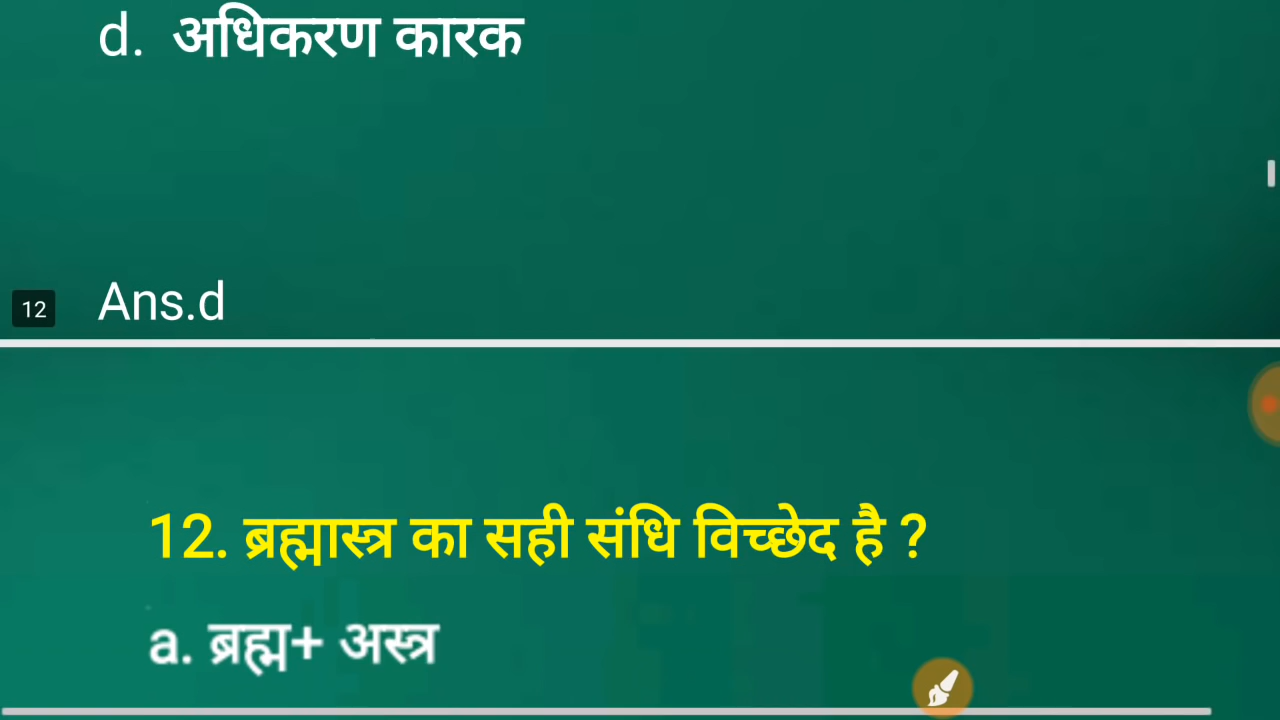 d. अधिकरण कारक
12
Ans.d
12. ब्रह्मास्त्र का सही संधि विच्छेद है ?
a. ब्रह्म+ अस्त्र